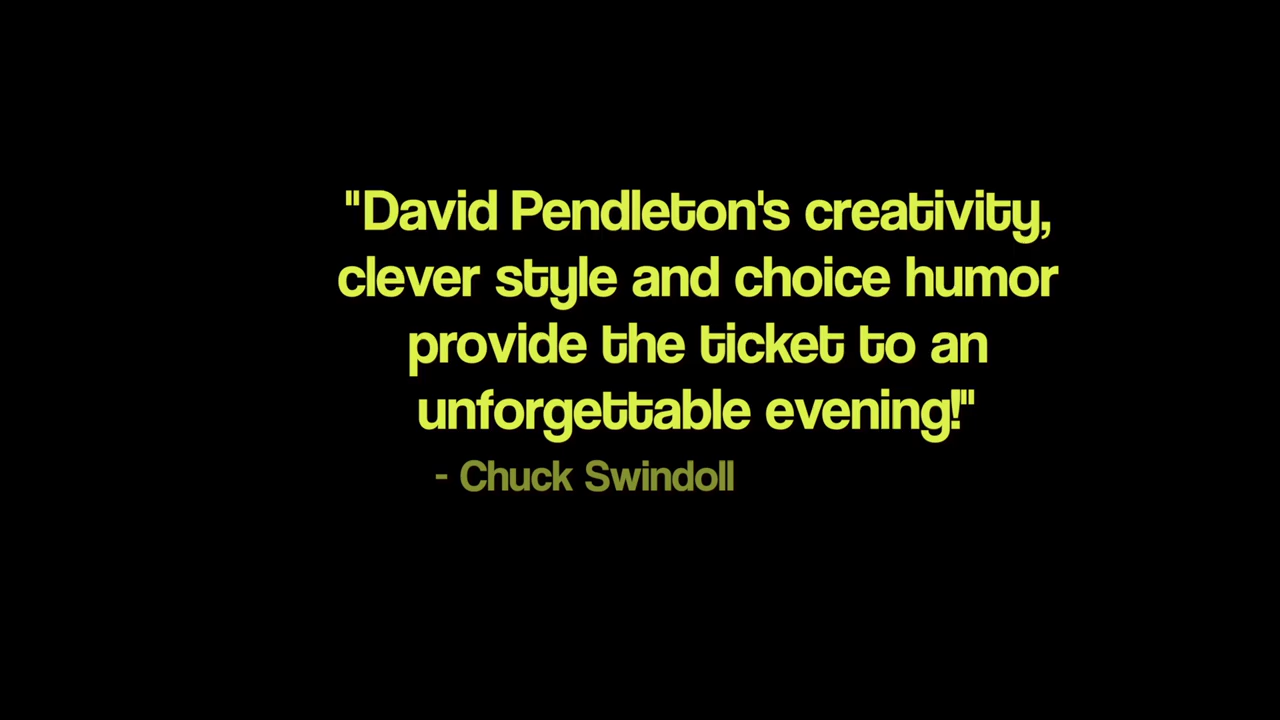 "David Pendleton's creativity,
clever style and choice humor
provide the ticket to an
unforgettable evening!"
- Chuck Swindoll